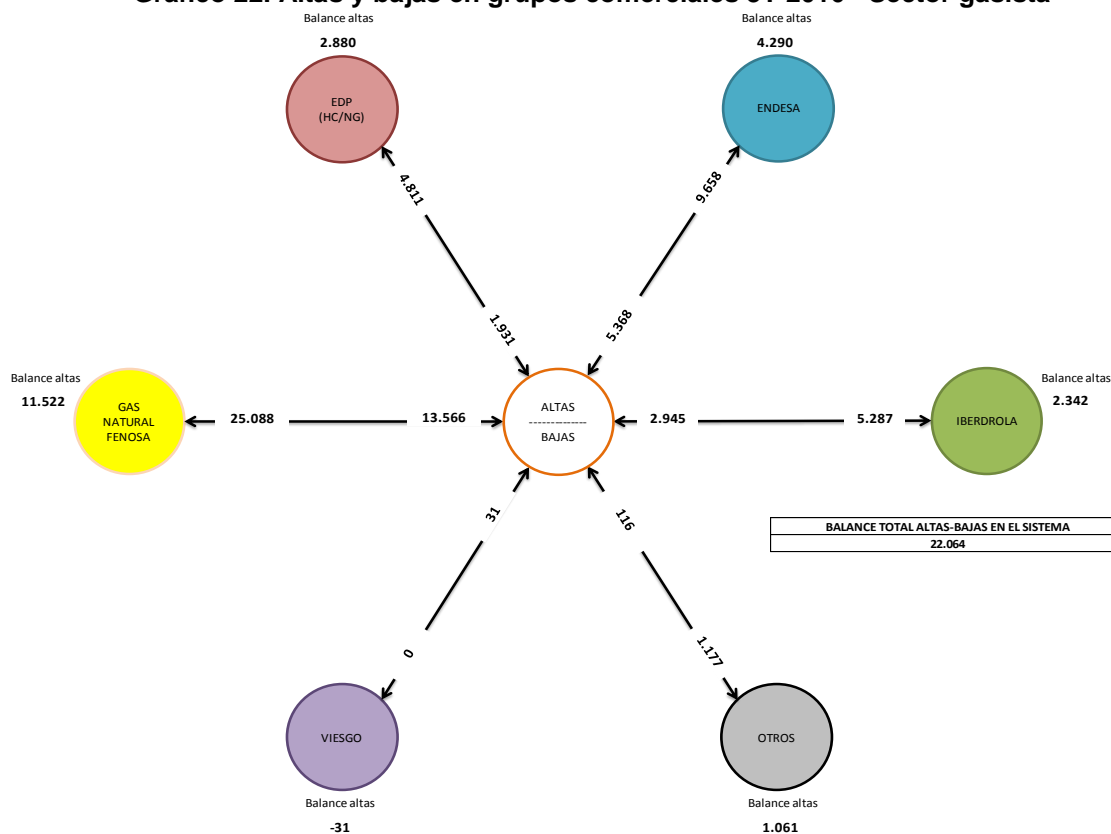 Balance altas
2.880
Balance altas
4.290
EDP
(HC/NG)
ENDESA
4.811
9.658
1.931
5.368
Balance altas
11.522
GAS
NATURAL
FENOSA
25.088
13.566
ALTAS
---------------
BAJAS
2.945
5.287
IBERDROLA
Balance altas
2.342
31
116
BALANCE TOTAL ALTAS-BAJAS EN EL SISTEMA
22.064
0
1.177
VIESGO
OTROS
Balance altas
-31
Balance altas
1.061